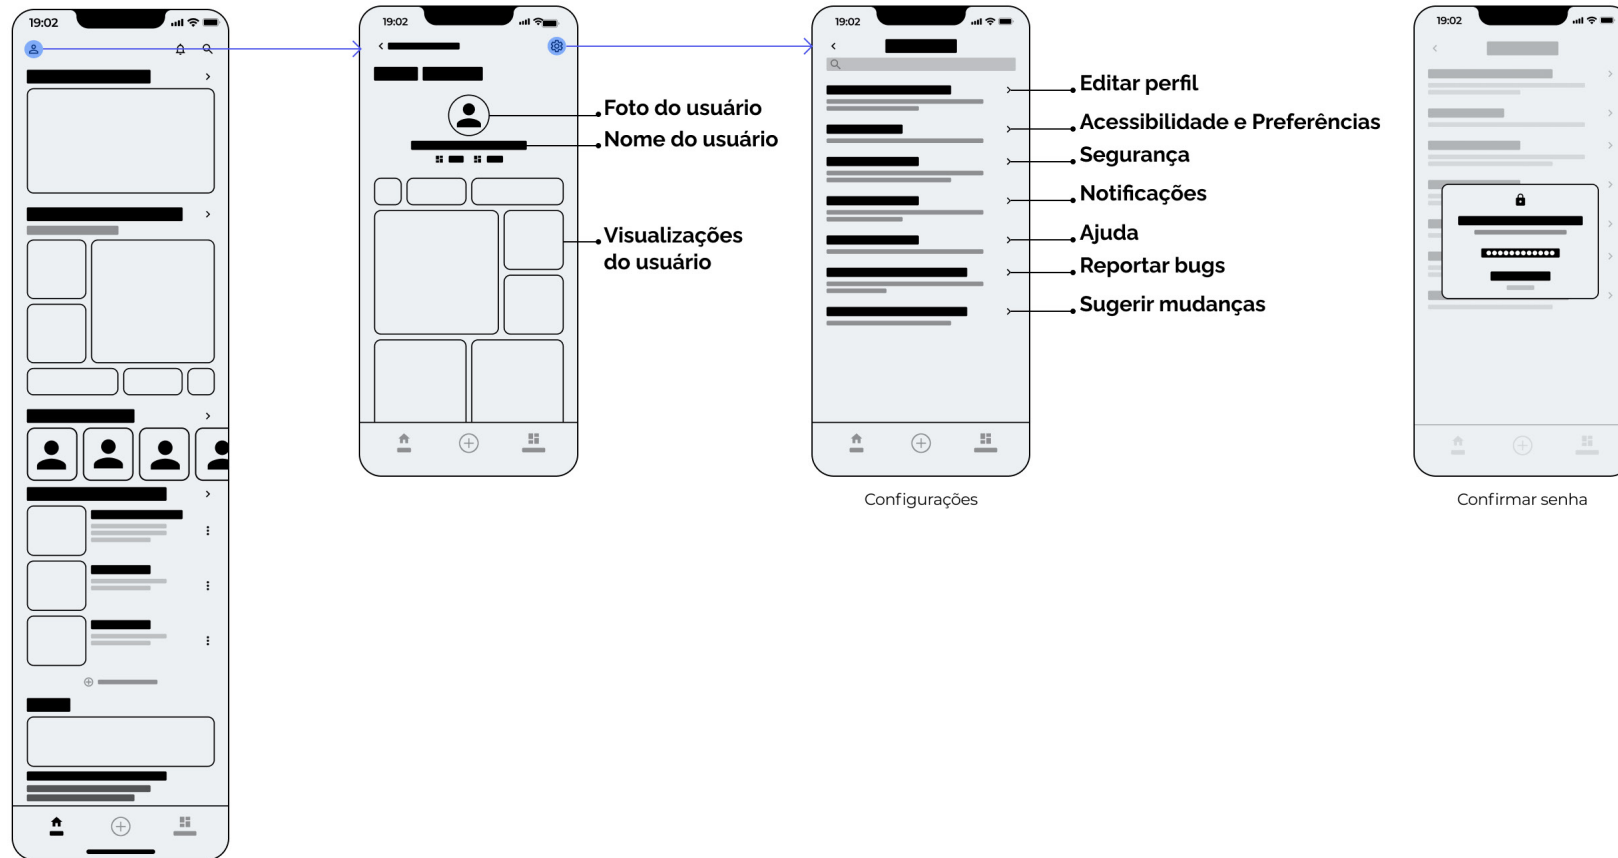 19:02
19:02
Foto do usuário
Nome do usuário
Visualizações
do usuário
19:02
Editar perfil
Acessibilidade e Preferências
Segurança
Notificações
Ajuda
Reportar bugs
Sugerir mudanças
Configurações
19:02
Confirmar senha